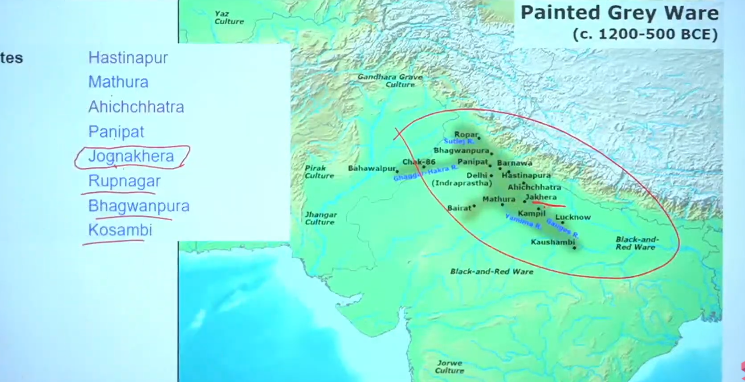 tes
Hastinapur
Mathura
Ahichchhatra
Panipat
Jognakhera
Rupnagar
Bhagwanpura
Kosambi
Painted Grey Ware
(c. 1200-500 BCE)
Yaz
Culture
Gandhara Grave
Culture
Ropar
Sutlej R.
Bhagwanpura
Chak-86
Panipat
Barnawa
Bahawalpur
Ghaggar-Hakra R.
Delhi
(Indraprastha)
Hastinapura
Ahichchhatra
Pirak
Culture
Mathura
Jakhera
Bairat
Kampil
Lucknow
Jhangar
Culture
Yamuna R.
Ganges R.
Kaushambi
Black-and-
Red Ware
Black-and-Red Ware
Jorwe
Culture